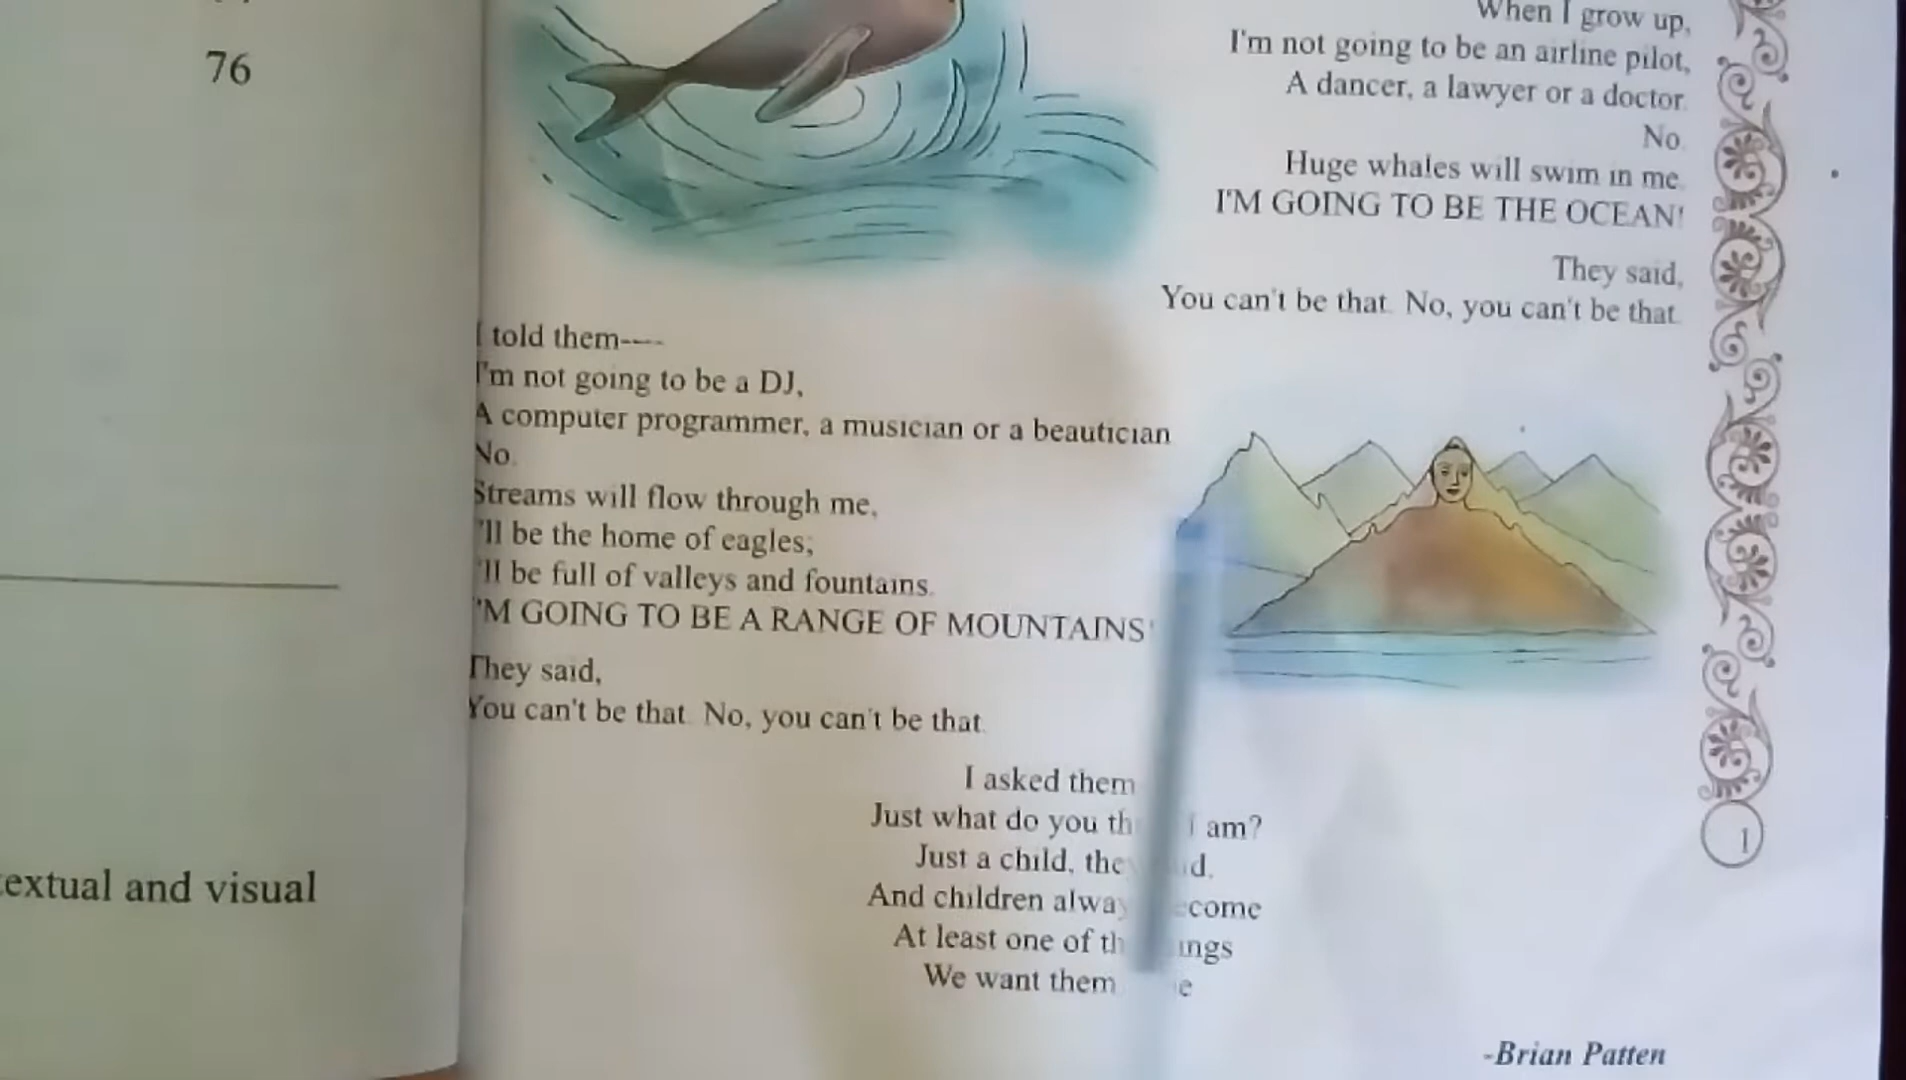 76
extual and visual
When I grow up,
I'm not going to be an airline pilot,
A dancer, a lawyer or a doctor.
No.
Huge whales will swim in me.
I'M GOING TO BE THE OCEAN!
They said,
You can't be that. No, you can't be that.
I told them----
I'm not going to be a DJ,
A computer programmer, a musician or a beautician
No.
Streams will flow through me,
'll be the home of eagles;
'll be full of valleys and fountains.
'M GOING TO BE A RANGE OF MOUNTAINS!
They said,
You can't be that. No, you can't be that.
I asked them
Just what do you th I am?
Just a child, the d,
And children alway ecome
At least one of th ings
We want them e
1
-Brian Patten